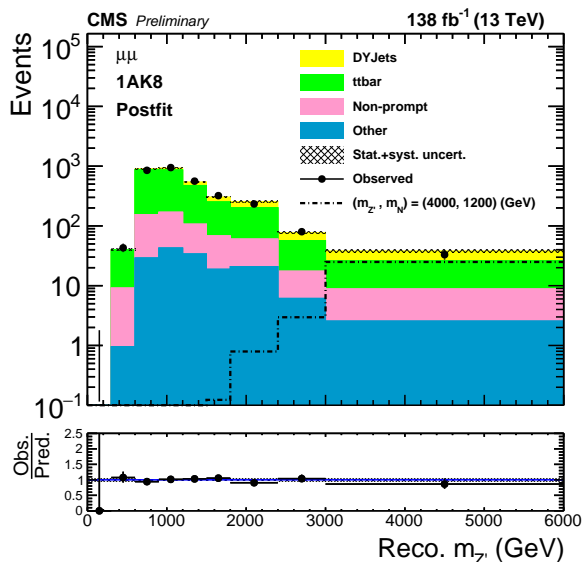 CMS Preliminary 138 fb⁻¹ (13 TeV)
Events
10⁵
10⁴
10³
10²
10
1
10⁻¹
μμ
1AK8
Postfit
DYJets
ttbar
Non-prompt
Other
Stat.+syst. uncert.
Observed
(m_Z', m_N) = (4000, 1200) (GeV)
Obs.
Pred.
2.5
2
1.5
1
0.5
0
0 1000 2000 3000 4000 5000 6000
Reco. m_Z' (GeV)